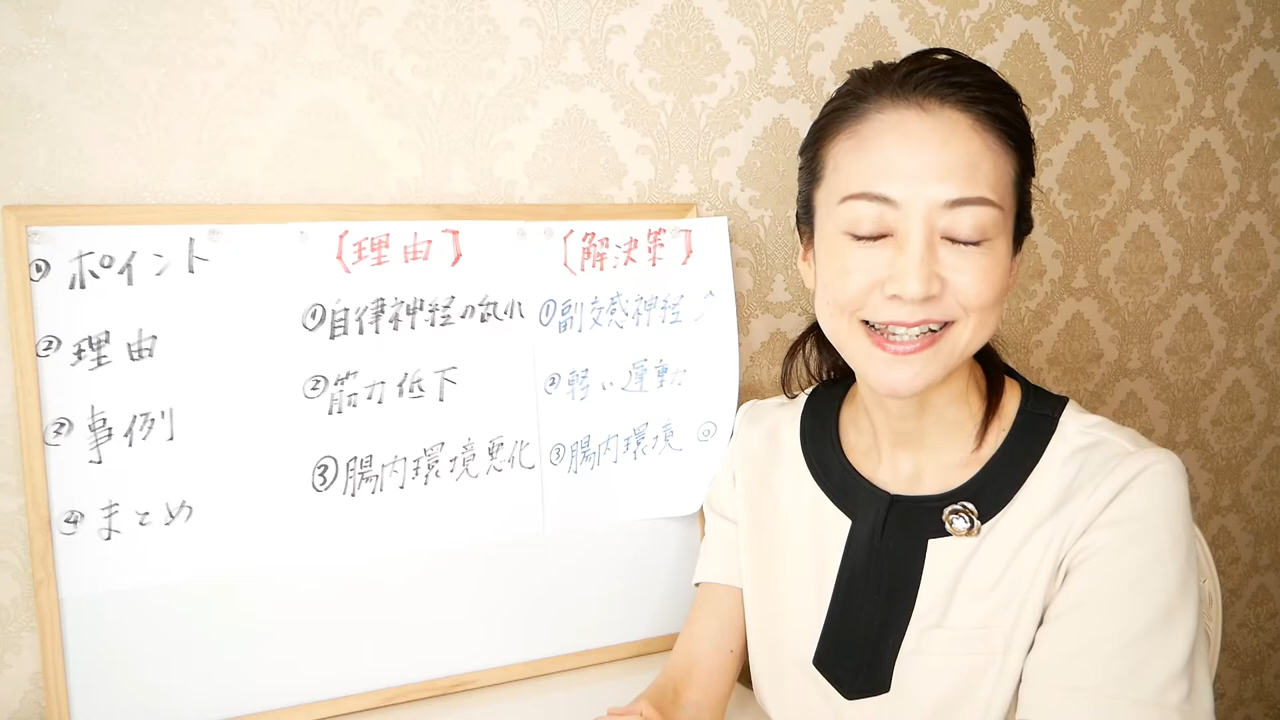 ① ポイント
② 理由
③ 事例
④ まとめ
【理由】
① 自律神経の乱れ
② 筋力低下
③ 腸内環境悪化
【解決策】
① 副交感神経↗
② 軽い運動
③ 腸内環境 ◎